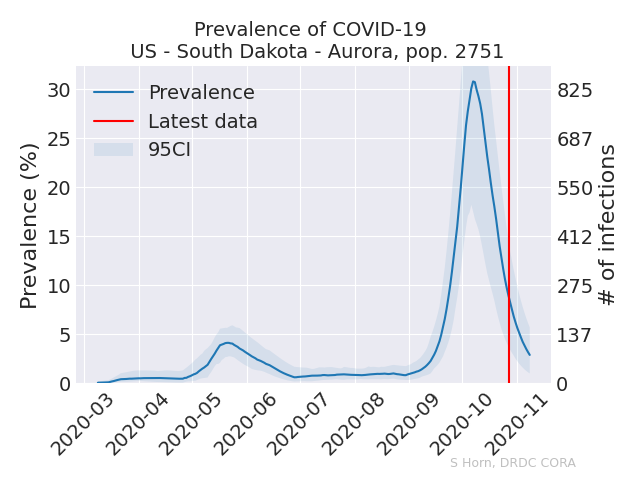 Prevalence of COVID-19
US - South Dakota - Aurora, pop. 2751
Prevalence
Latest data
95CI
Prevalence (%)
30
25
20
15
10
5
0
# of infections
825
687
550
412
275
137
0
2020-03
2020-04
2020-05
2020-06
2020-07
2020-08
2020-09
2020-10
2020-11
S Horn, DRDC CORA